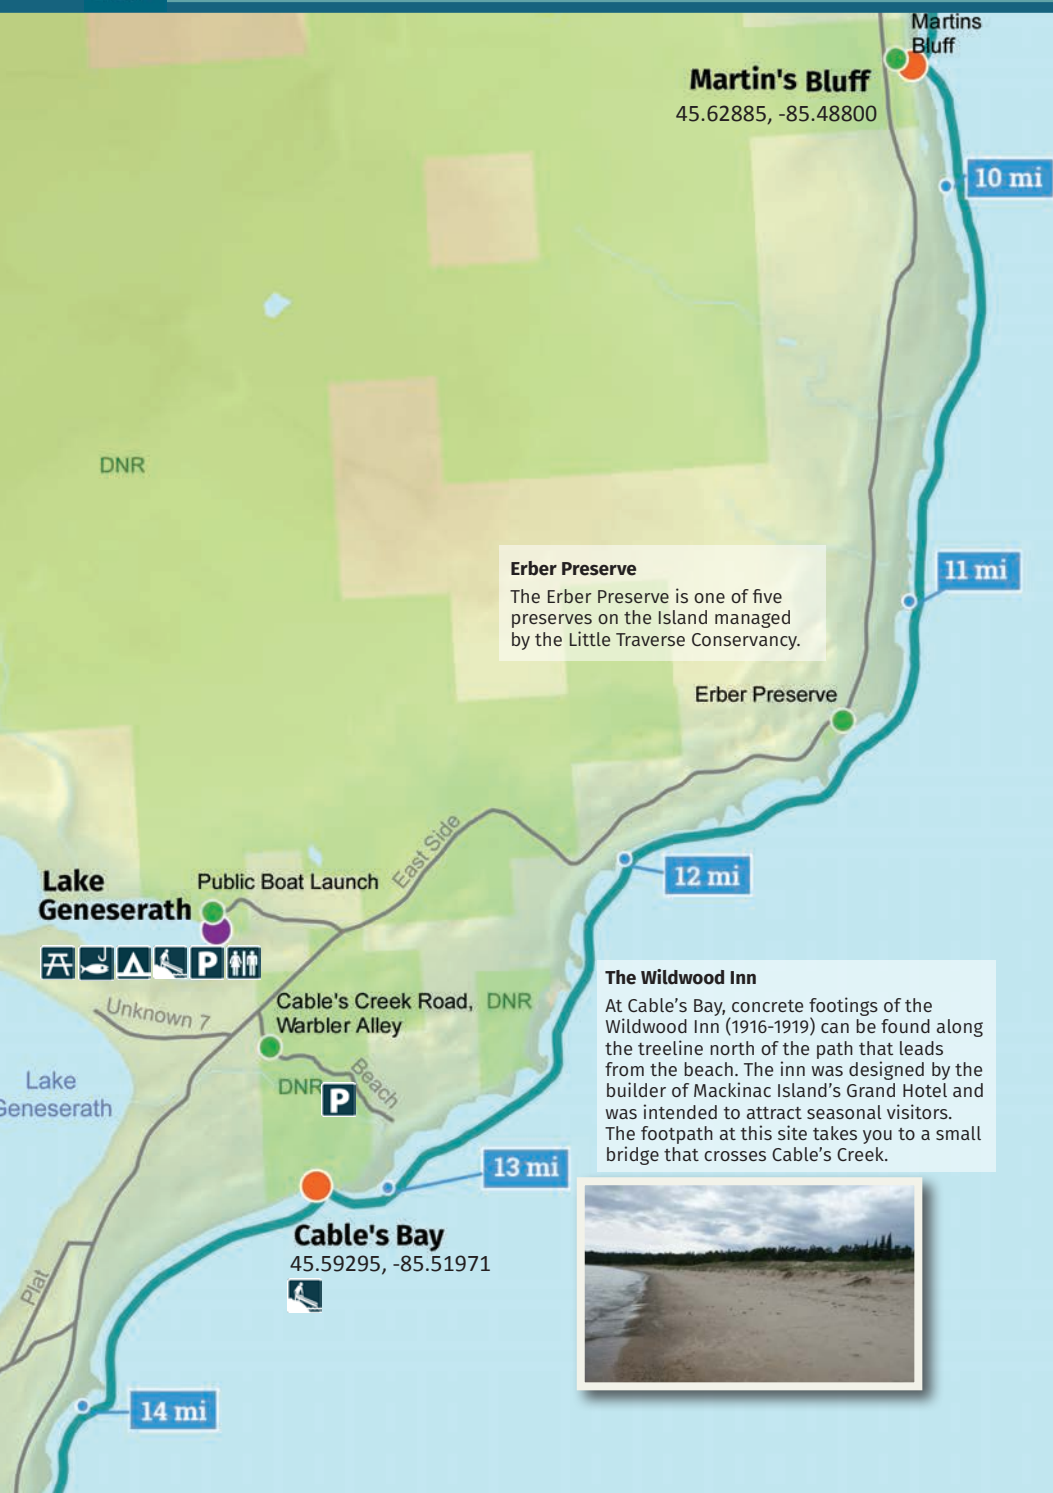 Martins
Bluff
Martin's Bluff
45.62885, -85.48800
10 mi
DNR
Erber Preserve
The Erber Preserve is one of five
preserves on the Island managed
by the Little Traverse Conservancy.
11 mi
Erber Preserve
East Side
12 mi
Lake
Geneserath
Public Boat Launch
P
Unknown 7
Cable's Creek Road,
Warbler Alley
DNR
Lake
Geneserath
DNR
P
Beach
The Wildwood Inn
At Cable's Bay, concrete footings of the
Wildwood Inn (1916-1919) can be found along
the treeline north of the path that leads
from the beach. The inn was designed by the
builder of Mackinac Island's Grand Hotel and
was intended to attract seasonal visitors.
The footpath at this site takes you to a small
bridge that crosses Cable's Creek.
13 mi
Cable's Bay
45.59295, -85.51971
Plat
14 mi